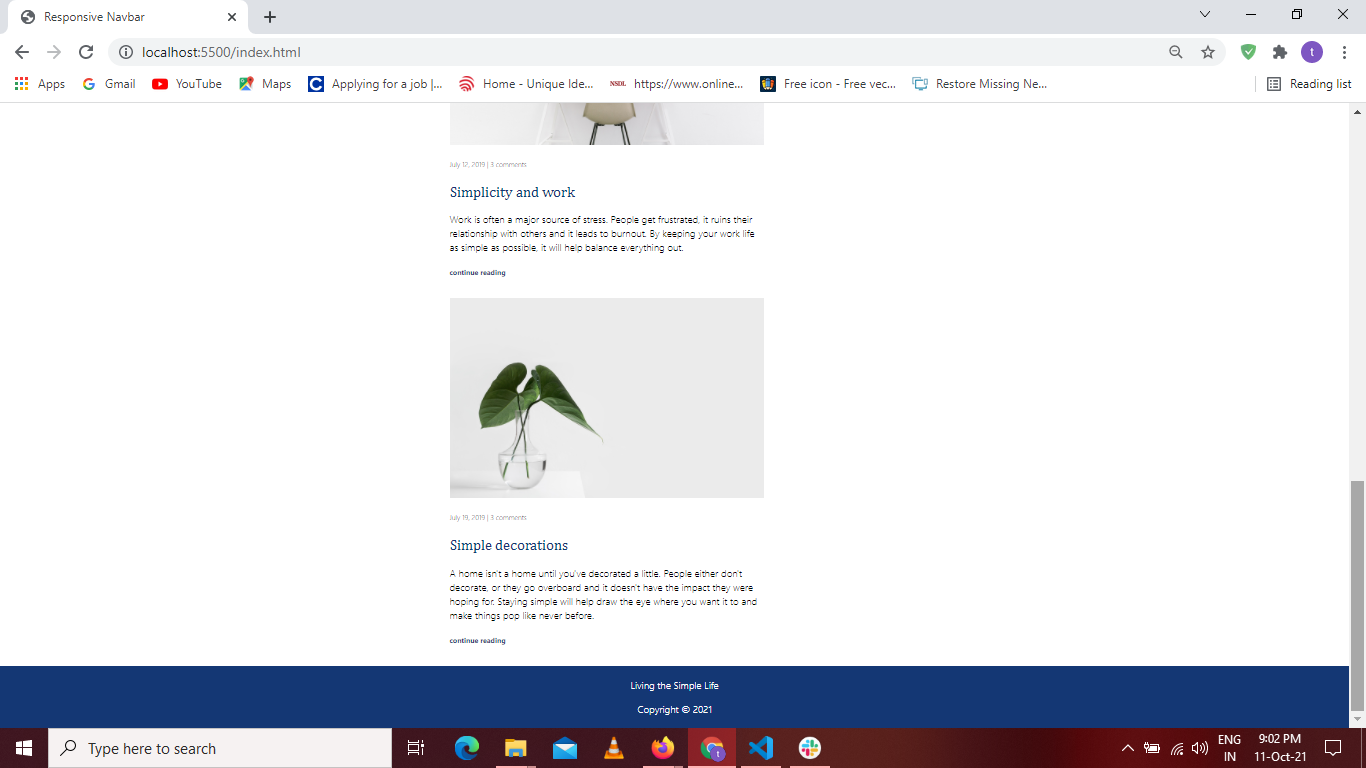 Responsive Navbar
localhost:5500/index.html
t
Apps
Gmail
YouTube
Maps
Applying for a job |...
Home - Unique Ide...
NSDL https://www.online...
Free icon - Free vec...
Restore Missing Ne...
Reading list
July 12, 2019 | 3 comments
Simplicity and work
Work is often a major source of stress. People get frustrated, it ruins their
relationship with others and it leads to burnout. By keeping your work life
as simple as possible, it will help balance everything out.
continue reading
July 19, 2019 | 3 comments
Simple decorations
A home isn't a home until you've decorated a little. People either don't
decorate, or they go overboard and it doesn't have the impact they were
hoping for. Staying simple will help draw the eye where you want it to and
make things pop like never before.
continue reading
Living the Simple Life
Copyright © 2021
Type here to search
t
ENG
IN
9:02 PM
11-Oct-21